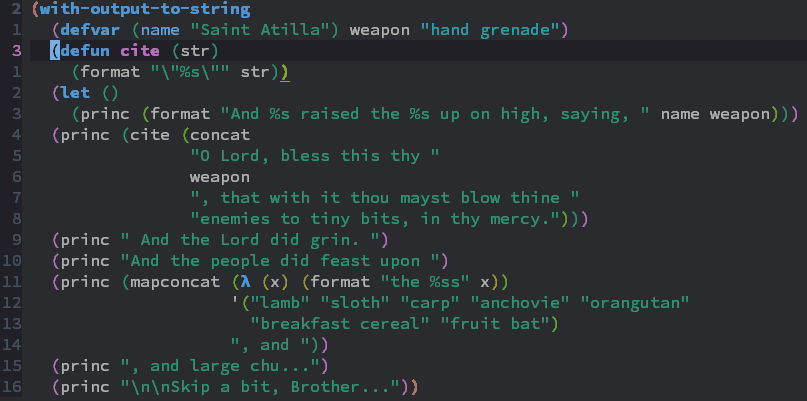 2 (with-output-to-string
1   (defvar (name "Saint Atilla") weapon "hand grenade")
3   (defun cite (str)
1     (format "\"%s\"" str))
2   (let ()
3     (princ (format "And %s raised the %s up on high, saying, " name weapon)))
4   (princ (cite (concat
5                 "O Lord, bless this thy "
6                 weapon
7                 ", that with it thou mayst blow thine "
8                 "enemies to tiny bits, in thy mercy.")))
9   (princ " And the Lord did grin. ")
10   (princ "And the people did feast upon ")
11   (princ (mapconcat (λ (x) (format "the %ss" x))
12                     '("lamb" "sloth" "carp" "anchovie" "orangutan"
13                       "breakfast cereal" "fruit bat")
14                     ", and "))
15   (princ ", and large chu...")
16   (princ "\n\nSkip a bit, Brother..."))